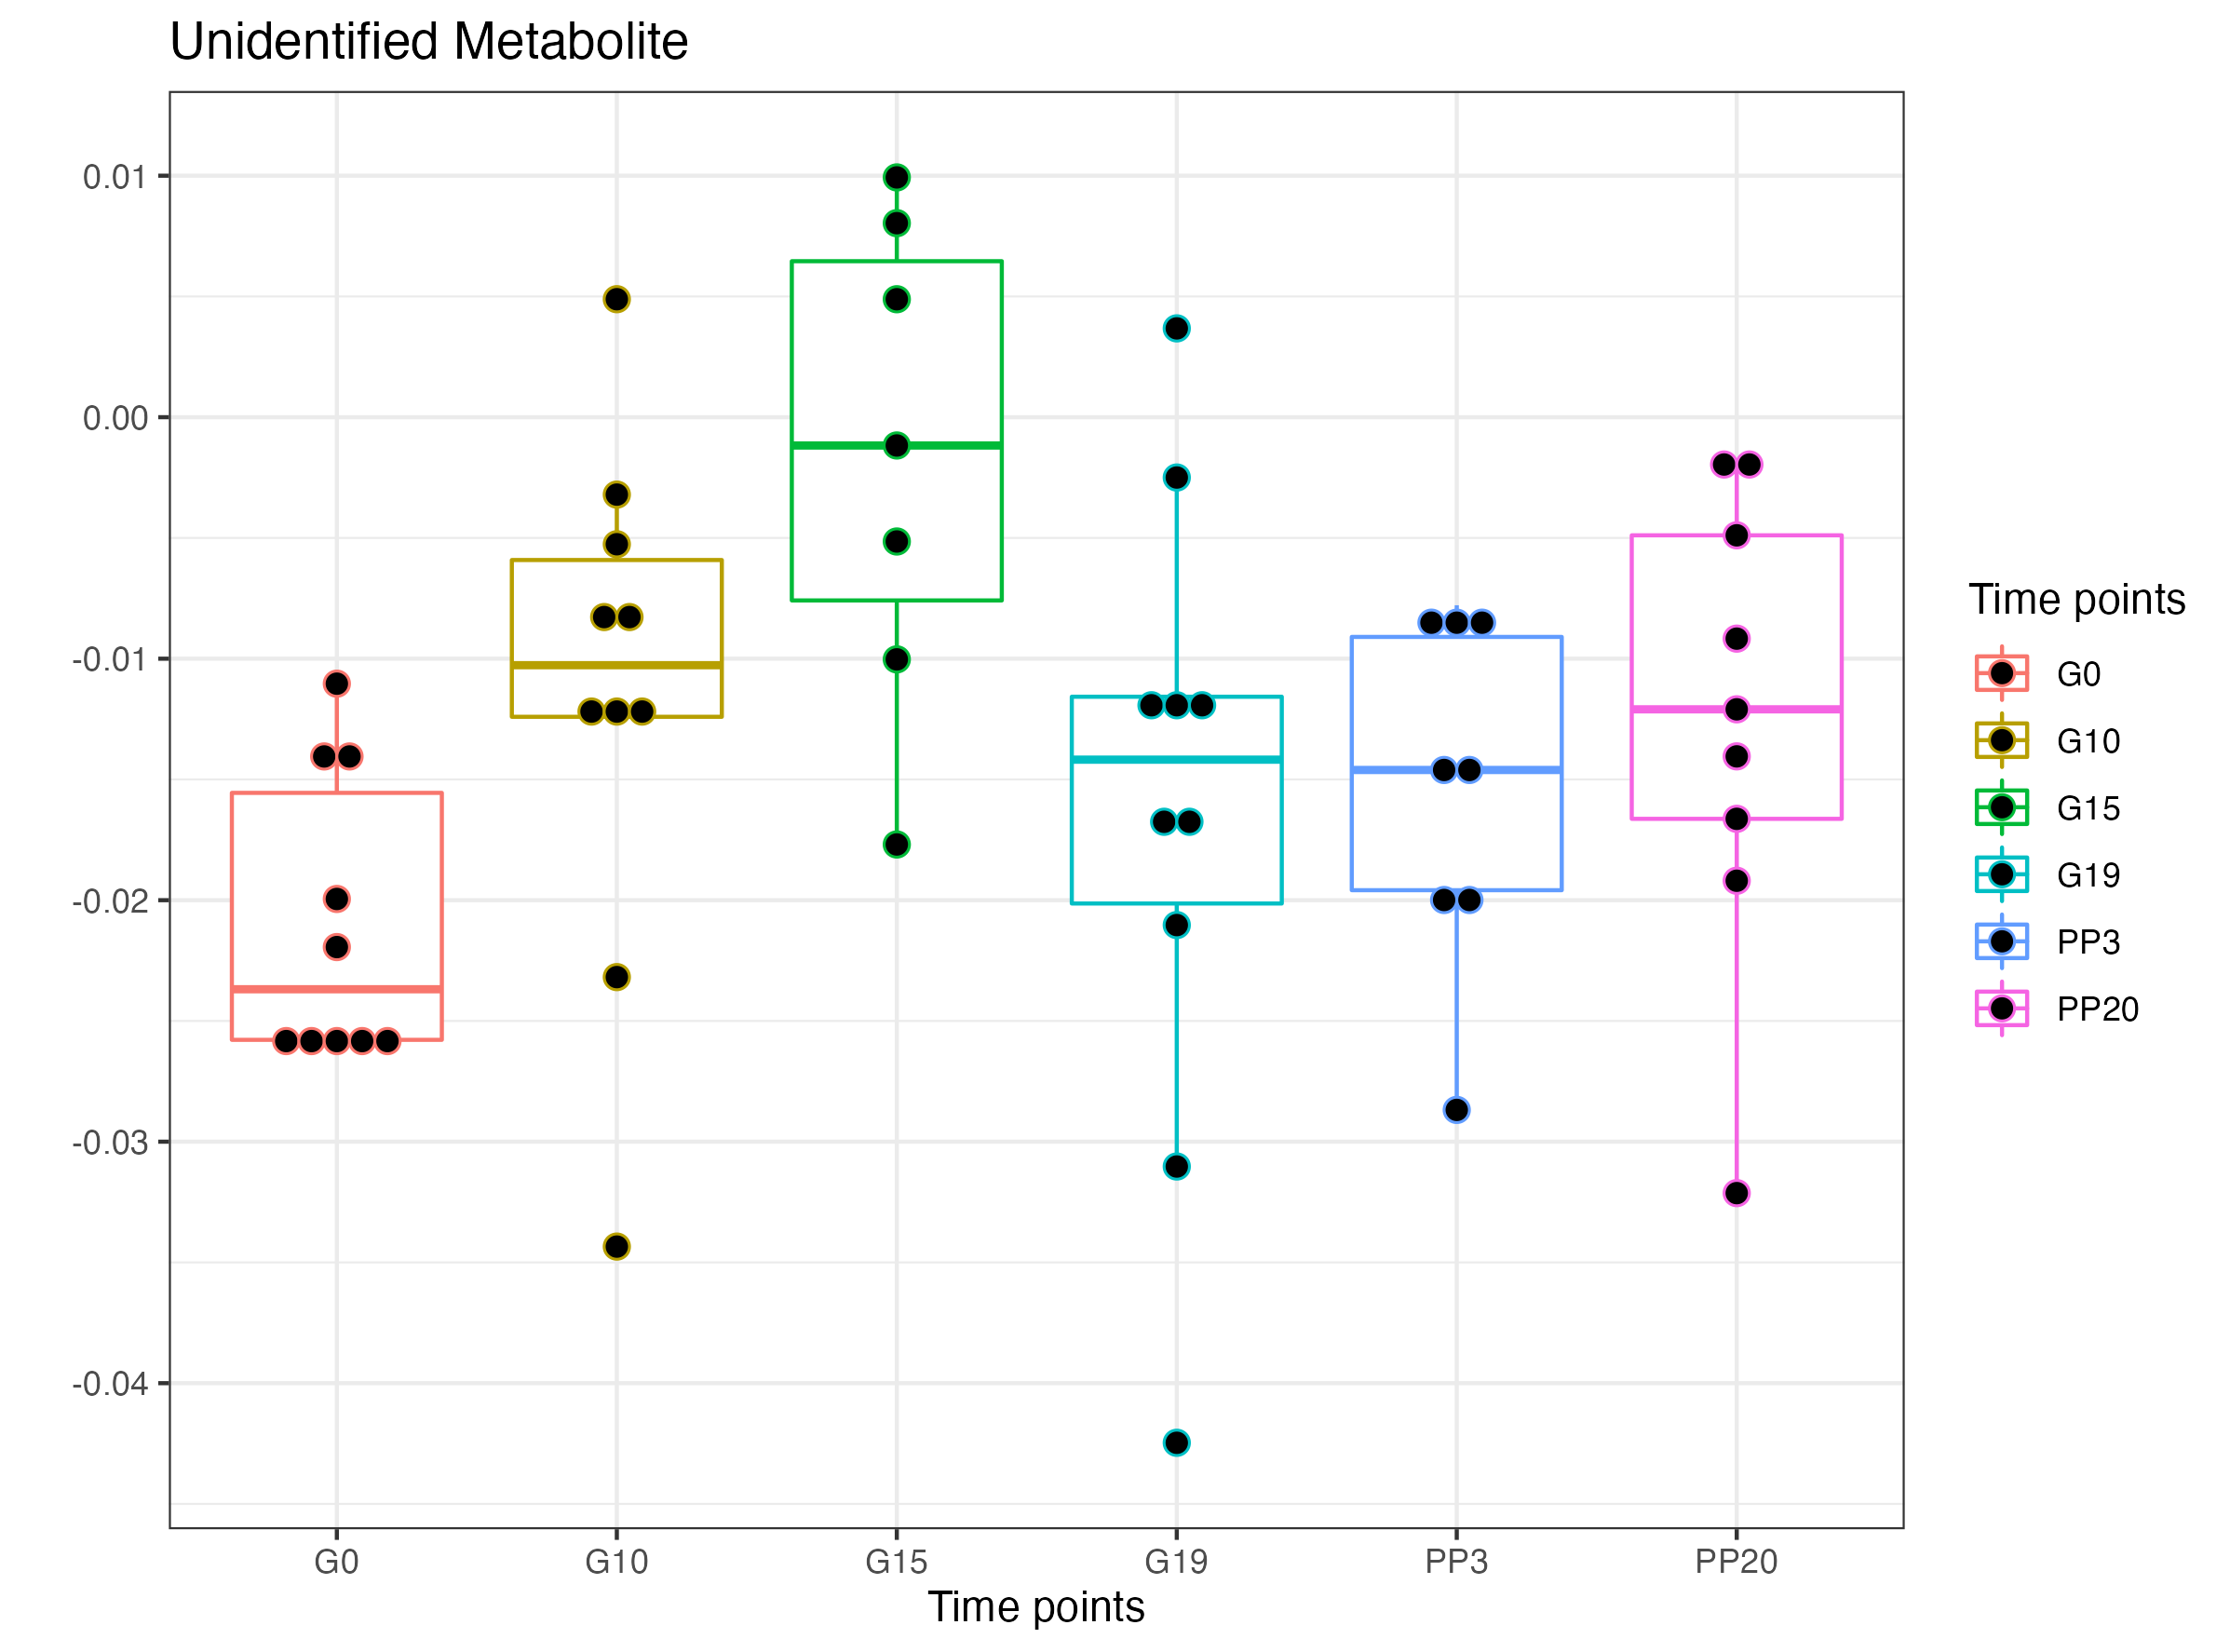 Unidentified Metabolite
0.01
0.00
-0.01
-0.02
-0.03
-0.04
G0 G10 G15 G19 PP3 PP20
Time points
Time points
G0
G10
G15
G19
PP3
PP20